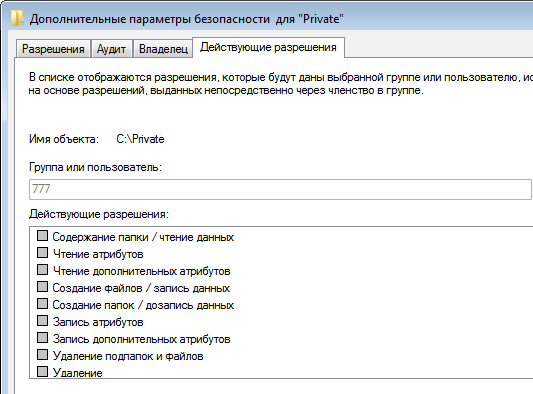 Дополнительные параметры безопасности для "Private"
Разрешения Аудит Владелец Действующие разрешения
В списке отображаются разрешения, которые будут даны выбранной группе или пользователю, ис
на основе разрешений, выданных непосредственно через членство в группе.
Имя объекта: C:\Private
Группа или пользователь:
777
Действующие разрешения:
Содержание папки / чтение данных
Чтение атрибутов
Чтение дополнительных атрибутов
Создание файлов / запись данных
Создание папок / дозапись данных
Запись атрибутов
Запись дополнительных атрибутов
Удаление подпапок и файлов
Удаление